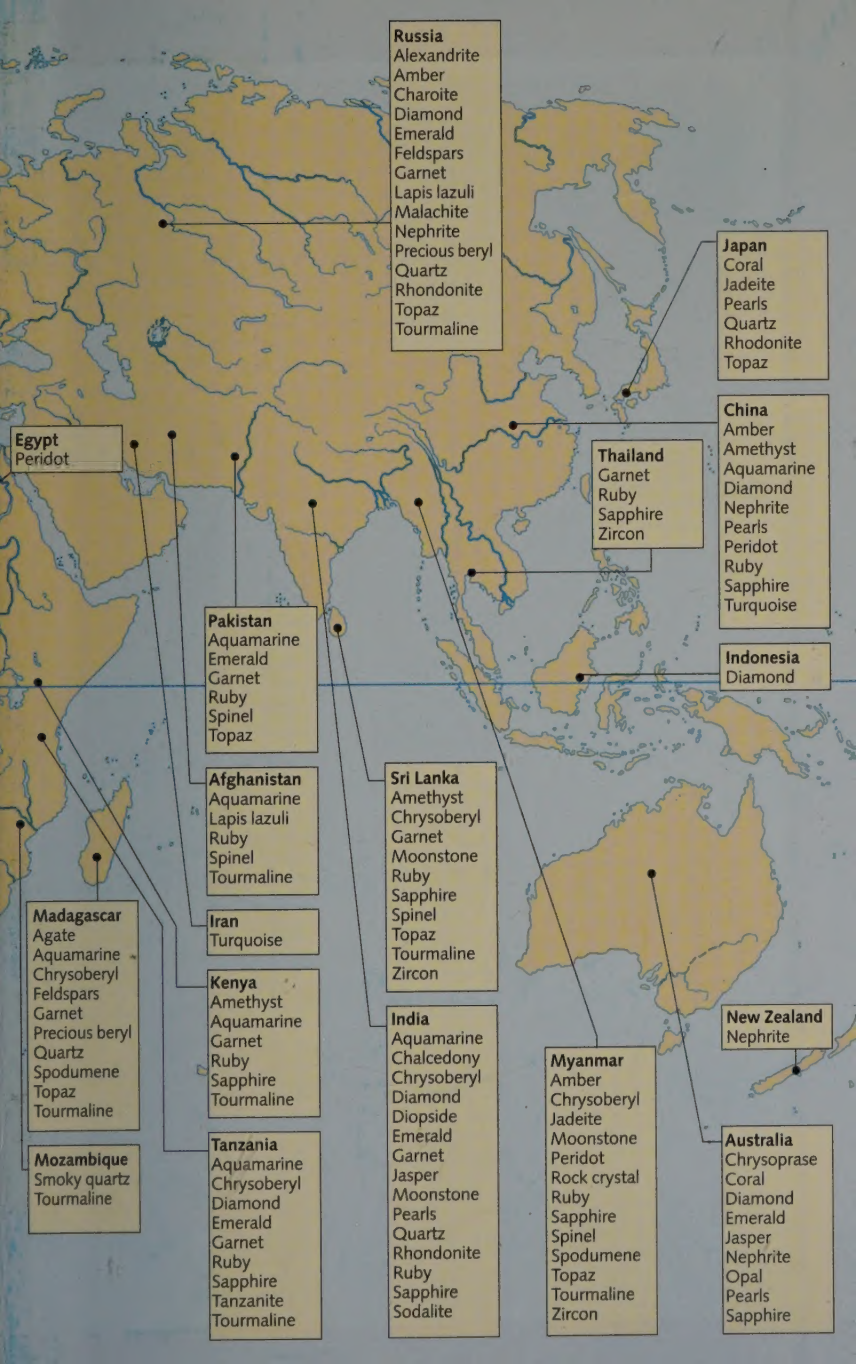 Russia
Alexandrite
Amber
Charoite
Diamond
Emerald
Feldspars
Garnet
Lapis lazuli
Malachite
Nephrite
Precious beryl
Quartz
Rhondonite
Topaz
Tourmaline
Japan
Coral
Jadeite
Pearls
Quartz
Rhodonite
Topaz
China
Amber
Amethyst
Aquamarine
Diamond
Nephrite
Pearls
Peridot
Ruby
Sapphire
Turquoise
Egypt
Peridot
Thailand
Garnet
Ruby
Sapphire
Zircon
Pakistan
Aquamarine
Emerald
Garnet
Ruby
Spinel
Topaz
Indonesia
Diamond
Afghanistan
Aquamarine
Lapis lazuli
Ruby
Spinel
Tourmaline
Sri Lanka
Amethyst
Chrysoberyl
Garnet
Moonstone
Ruby
Sapphire
Spinel
Topaz
Tourmaline
Zircon
Madagascar
Agate
Aquamarine
Chrysoberyl
Feldspars
Garnet
Precious beryl
Quartz
Spodumene
Topaz
Tourmaline
Iran
Turquoise
Kenya
Amethyst
Aquamarine
Garnet
Ruby
Sapphire
Tourmaline
India
Aquamarine
Chalcedony
Chrysoberyl
Diamond
Diopside
Emerald
Garnet
Jasper
Moonstone
Pearls
Quartz
Rhondonite
Ruby
Sapphire
Sodalite
New Zealand
Nephrite
Myanmar
Amber
Chrysoberyl
Jadeite
Moonstone
Peridot
Rock crystal
Ruby
Sapphire
Spinel
Spodumene
Topaz
Tourmaline
Zircon
Mozambique
Smoky quartz
Tourmaline
Tanzania
Aquamarine
Chrysoberyl
Diamond
Emerald
Garnet
Ruby
Sapphire
Tanzanite
Tourmaline
Australia
Chrysoprase
Coral
Diamond
Emerald
Jasper
Nephrite
Opal
Pearls
Sapphire